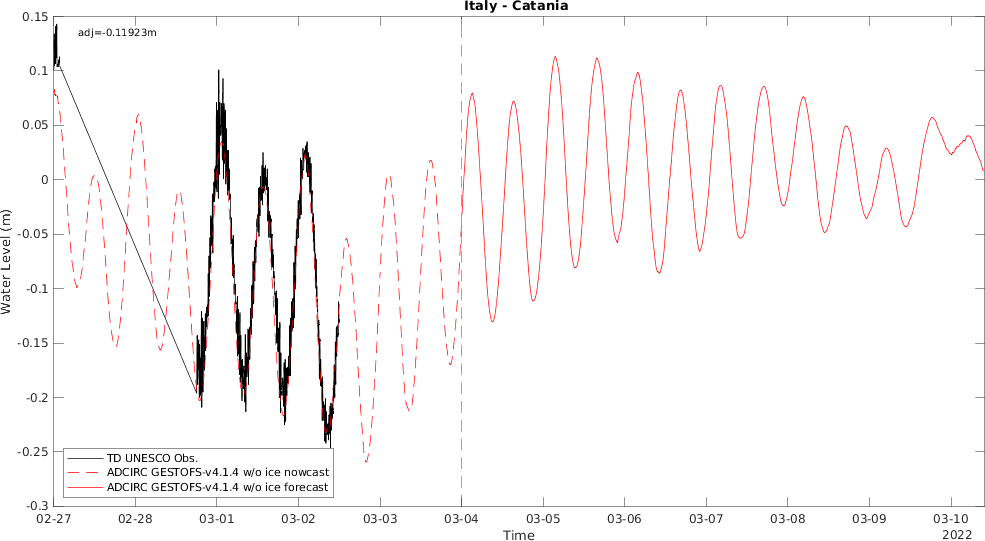 Italy - Catania
adj=-0.11923m
0.15
0.1
0.05
0
-0.05
-0.1
-0.15
-0.2
-0.25
-0.3
Water Level (m)
TD UNESCO Obs.
ADCIRC GESTOFS-v4.1.4 w/o ice nowcast
ADCIRC GESTOFS-v4.1.4 w/o ice forecast
02-27 02-28 03-01 03-02 03-03 03-04 03-05 03-06 03-07 03-08 03-09 03-10
Time
2022